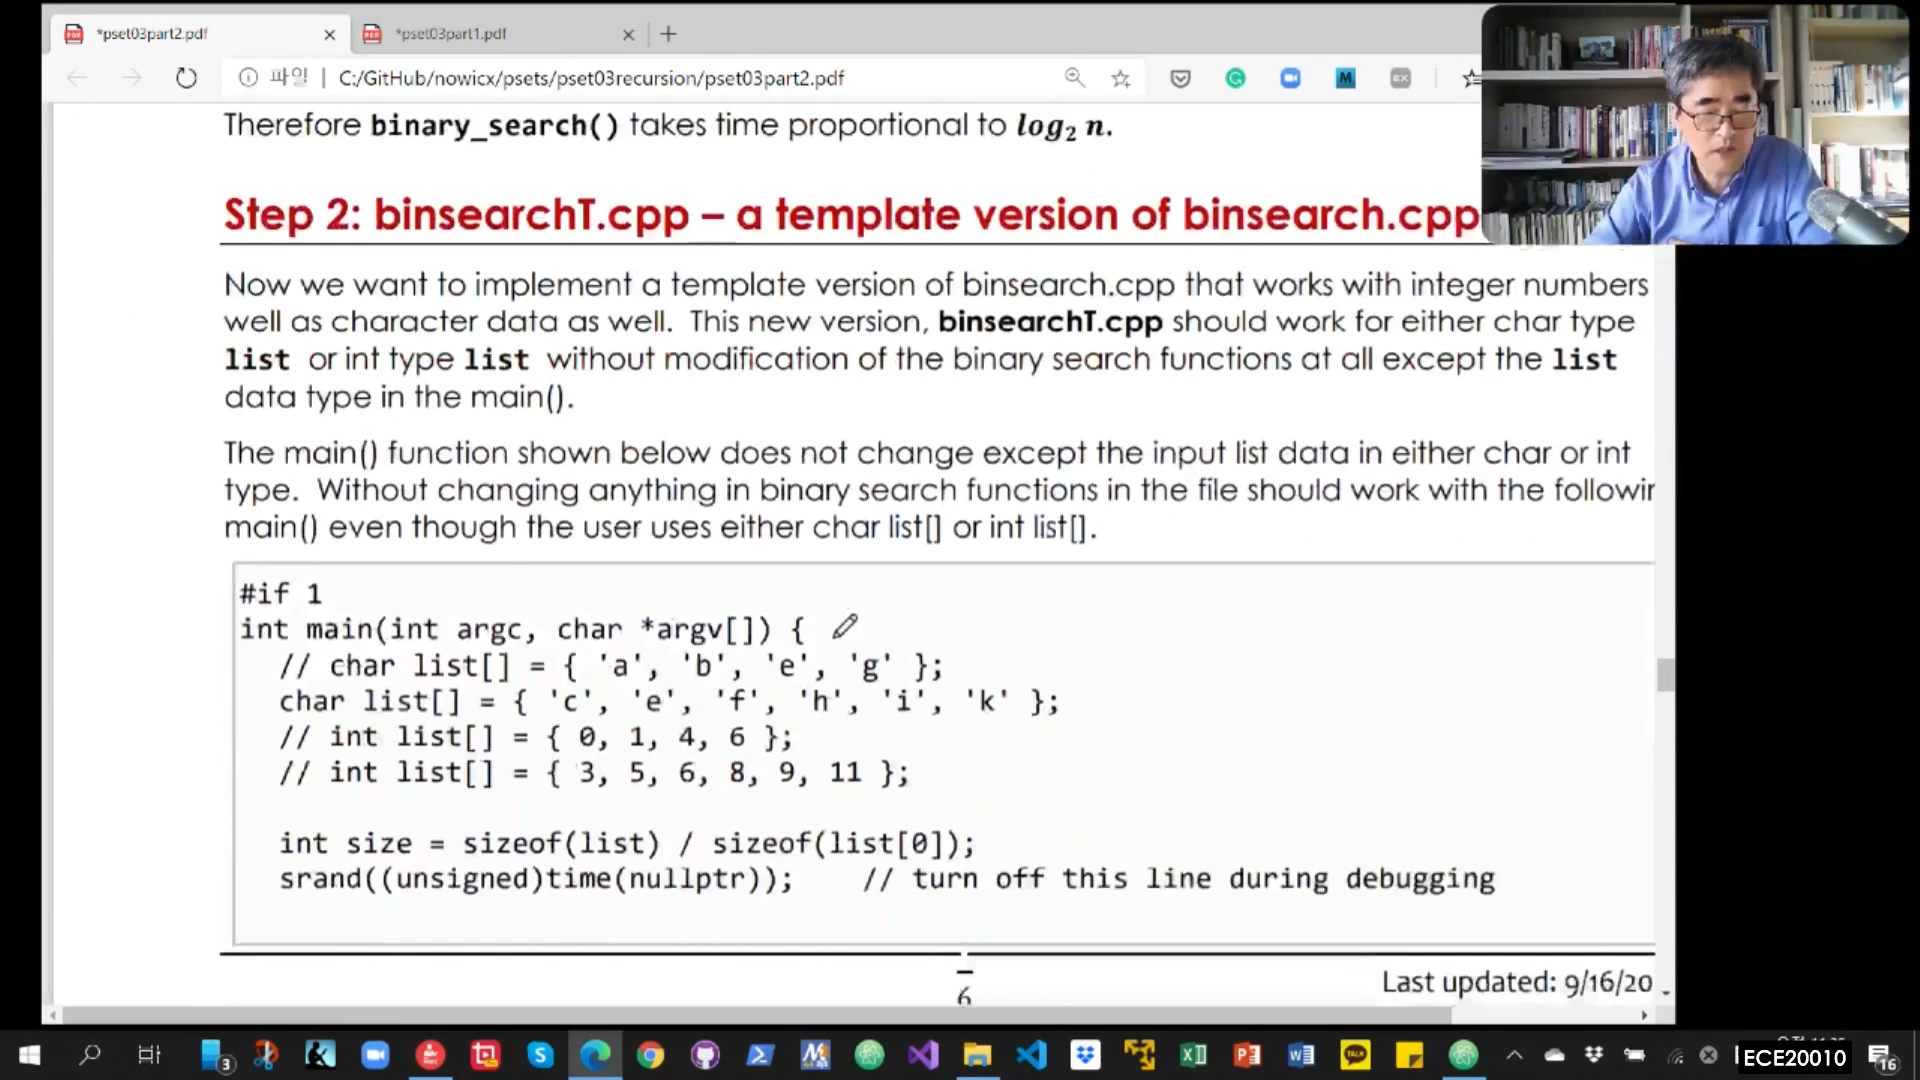 *pset03part2.pdf
*pset03part1.pdf
파일
C:/GitHub/nowicx/psets/pset03recursion/pset03part2.pdf
M
EX
Therefore binary_search() takes time proportional to log₂ n.
Step 2: binsearchT.cpp – a template version of binsearch.cpp
Now we want to implement a template version of binsearch.cpp that works with integer numbers
well as character data as well. This new version, binsearchT.cpp should work for either char type
list or int type list without modification of the binary search functions at all except the list
data type in the main().
The main() function shown below does not change except the input list data in either char or int
type. Without changing anything in binary search functions in the file should work with the followin
main() even though the user uses either char list[] or int list[].
#if 1
int main(int argc, char *argv[]) {
// char list[] = { 'a', 'b', 'e', 'g' };
char list[] = { 'c', 'e', 'f', 'h', 'i', 'k' };
// int list[] = { 0, 1, 4, 6 };
// int list[] = { 3, 5, 6, 8, 9, 11 };
int size = sizeof(list) / sizeof(list[0]);
srand((unsigned)time(nullptr)); // turn off this line during debugging
6
Last updated: 9/16/20
3
ECE20010
16